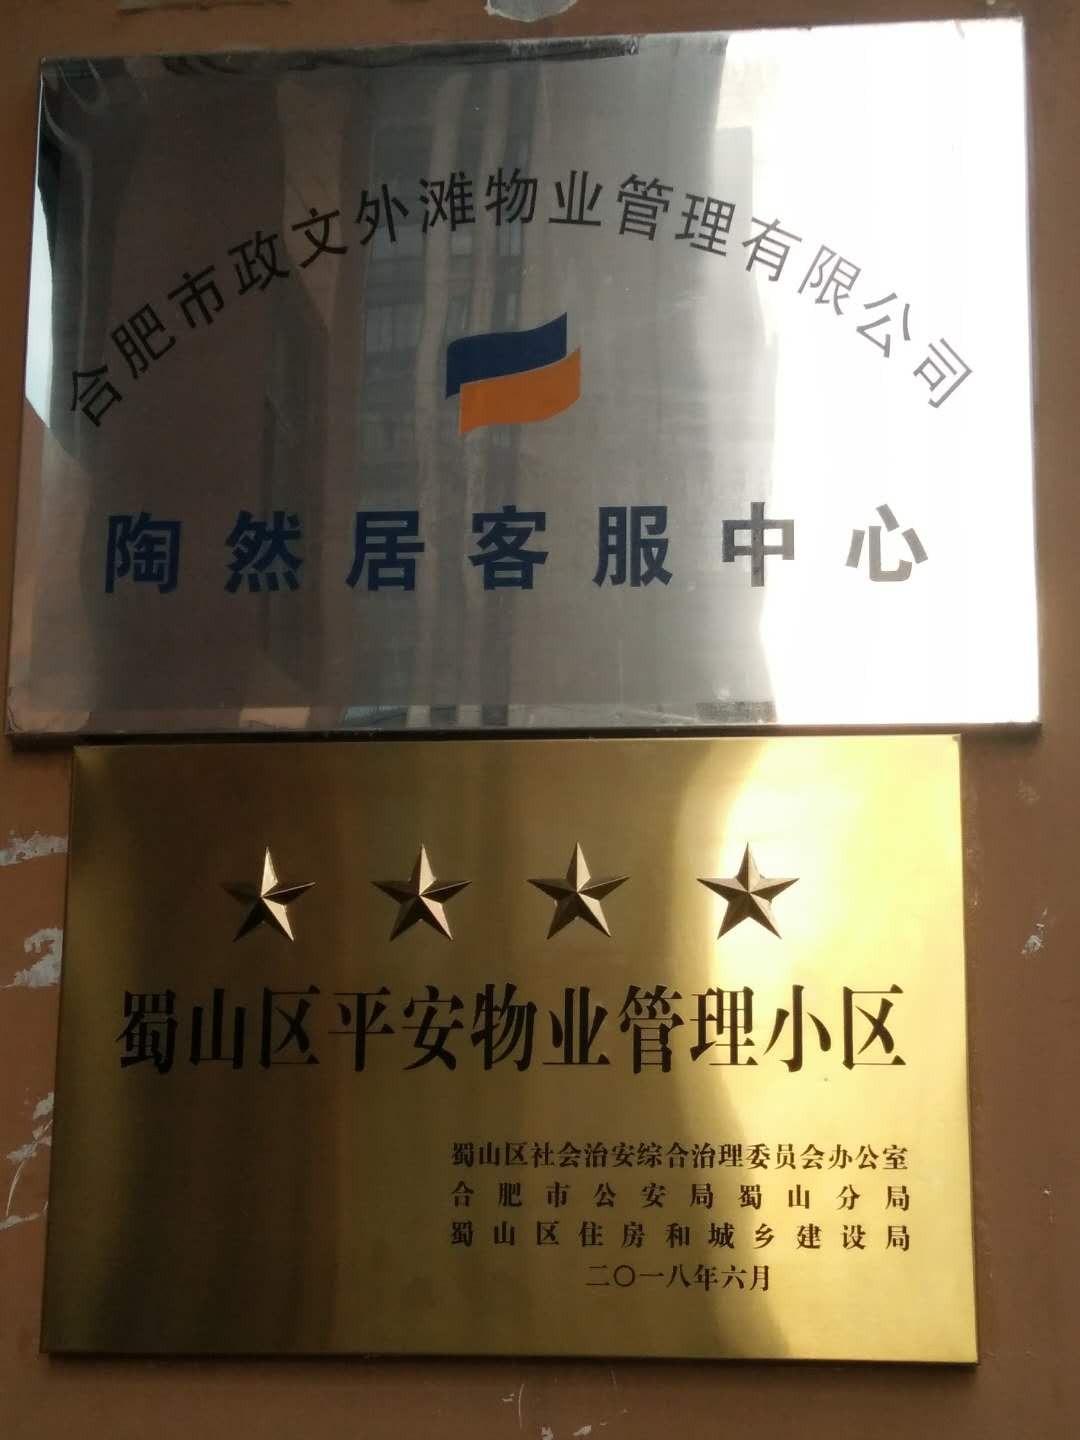 合肥市政文外滩物业管理有限公司
陶然居客服中心
蜀山区平安物业管理小区
蜀山区社会治安综合治理委员会办公室
合肥市公安局蜀山分局
蜀山区住房和城乡建设局
二〇一八年六月